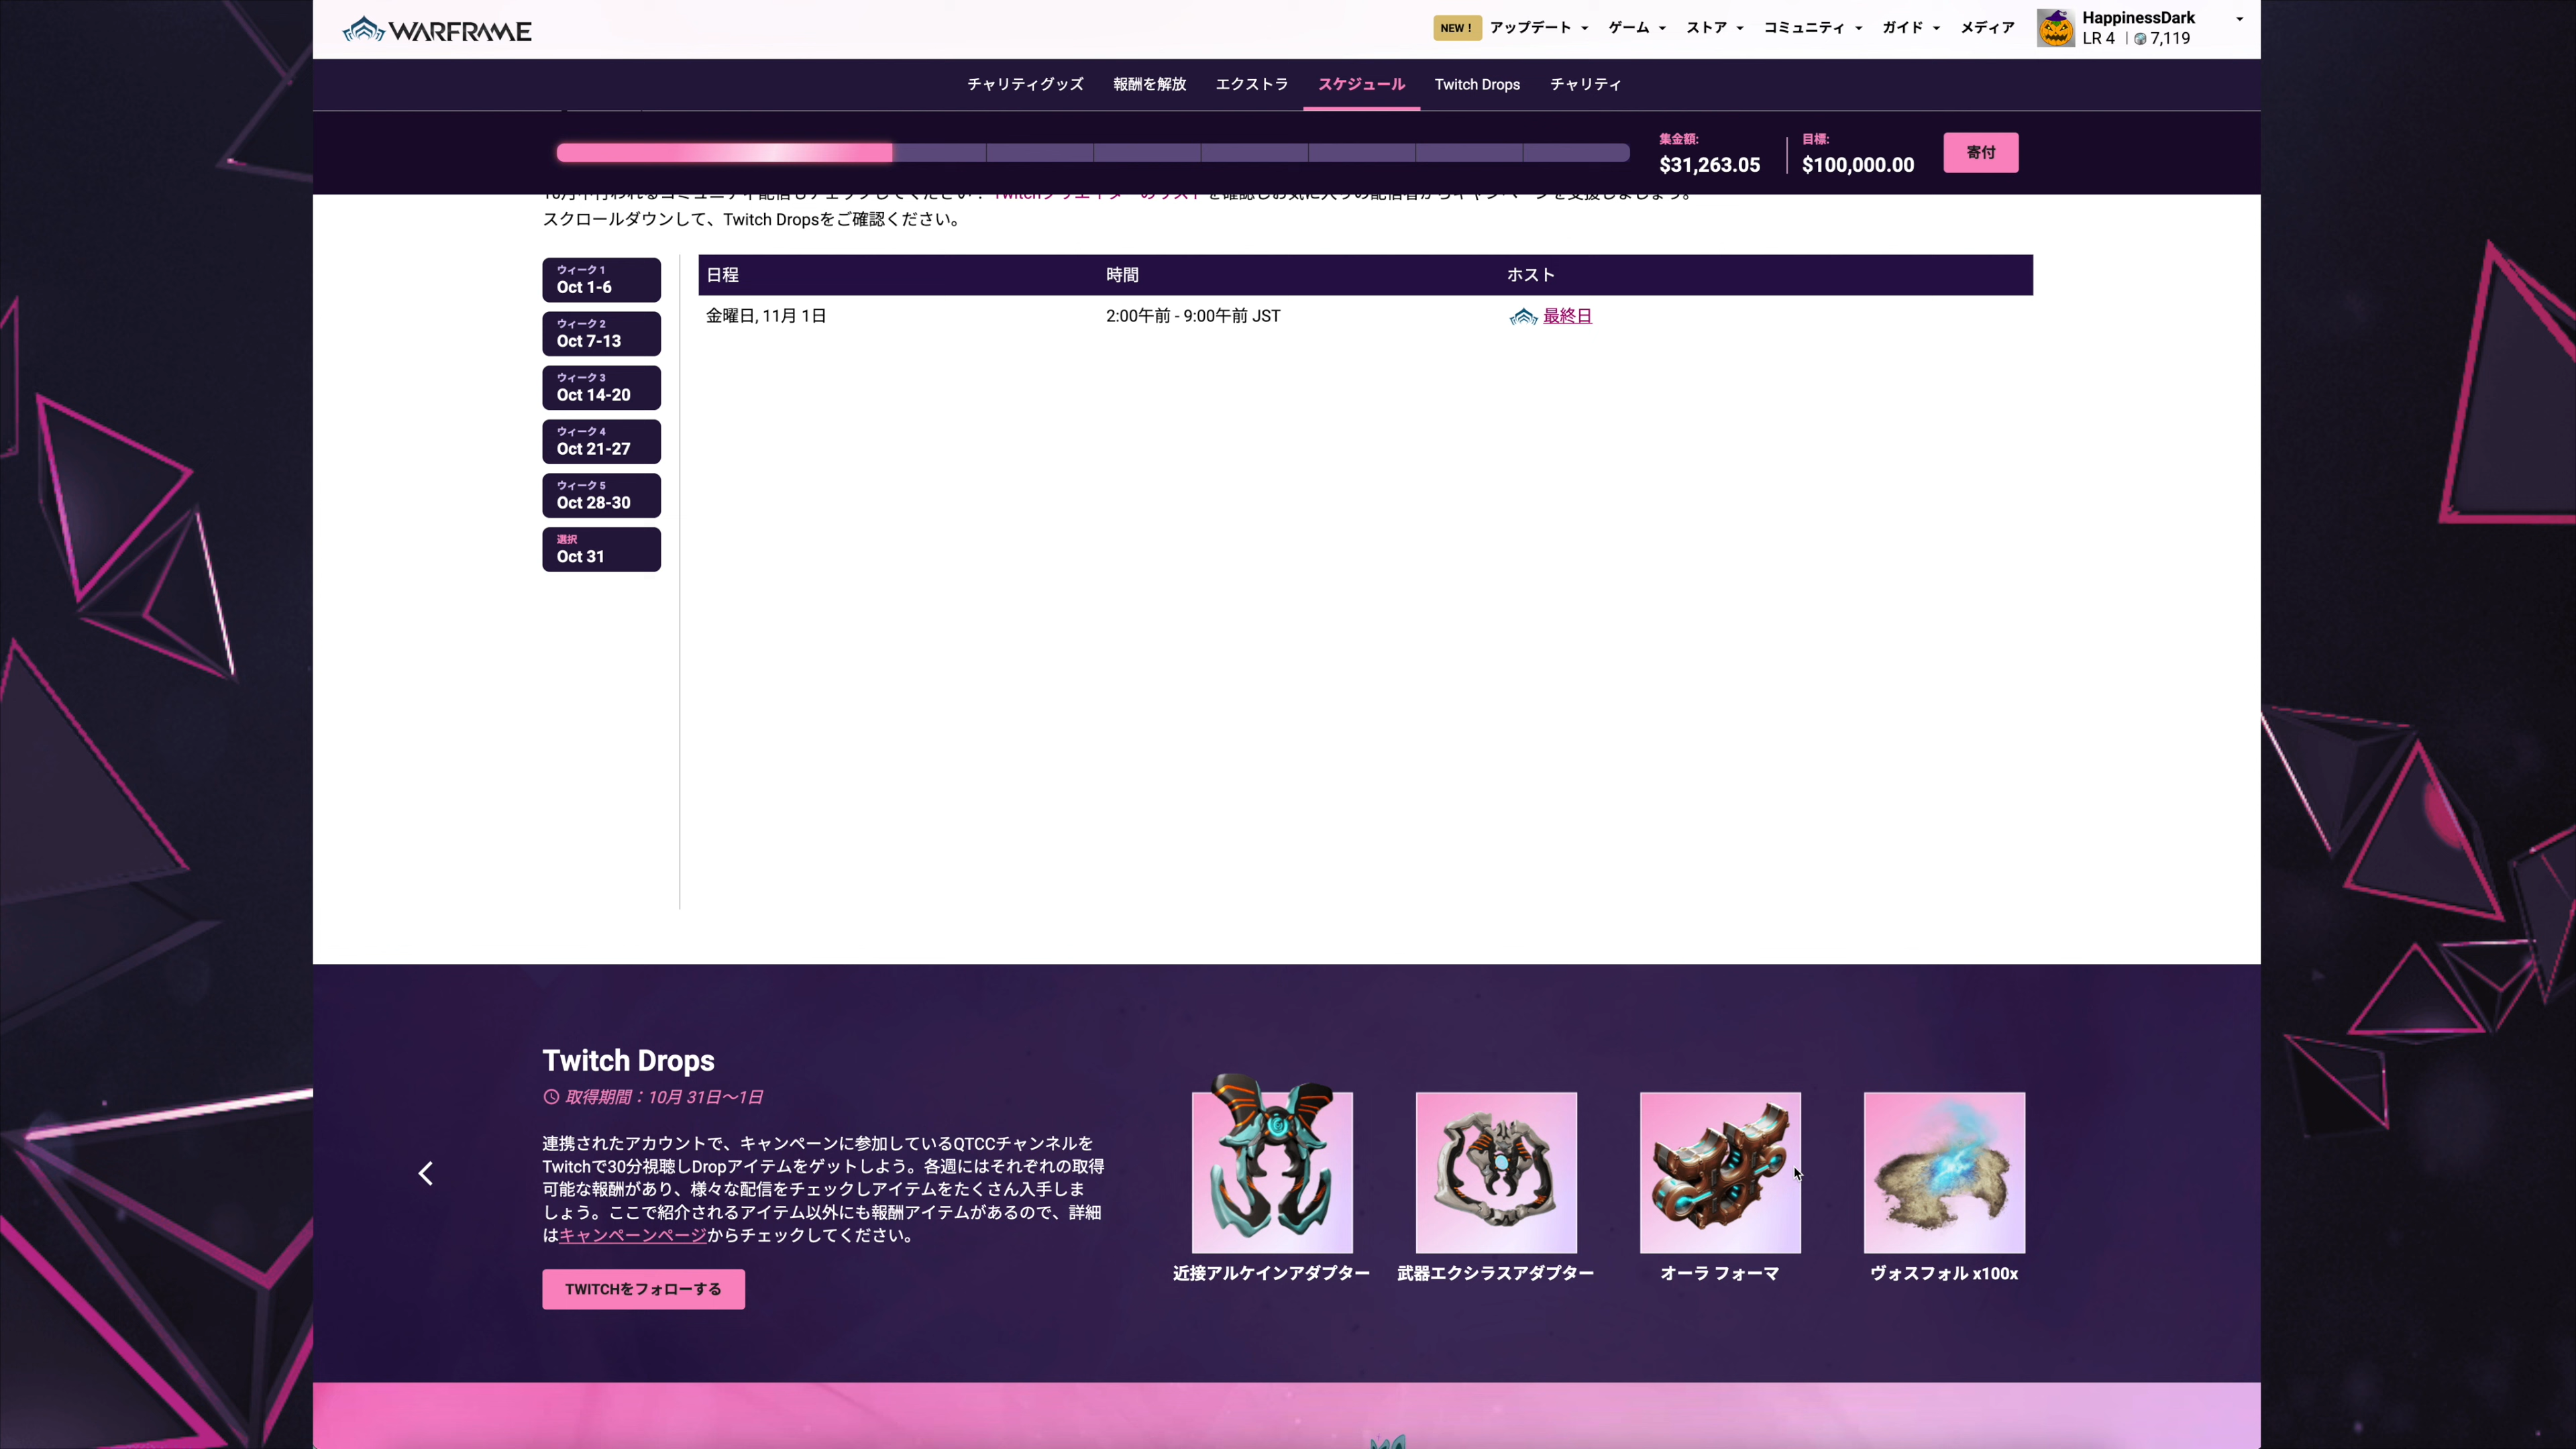 WARFRAME
NEW !
アップデート
ゲーム
ストア
コミュニティ
ガイド
メディア
HappinessDark
LR 4 | 7,119
チャリティグッズ
報酬を解放
エクストラ
スケジュール
Twitch Drops
チャリティ
集金額:
$31,263.05
目標:
$100,000.00
寄付
スクロールダウンして、Twitch Dropsをご確認ください。
ウィーク 1
Oct 1-6
ウィーク 2
Oct 7-13
ウィーク 3
Oct 14-20
ウィーク 4
Oct 21-27
ウィーク 5
Oct 28-30
選択
Oct 31
日程 時間 ホスト
金曜日, 11月 1日 2:00午前 - 9:00午前 JST 最終日
Twitch Drops
取得期間：10月 31日〜1日
連携されたアカウントで、キャンペーンに参加しているQTCCチャンネルを
Twitchで30分視聴しDropアイテムをゲットしよう。各週にはそれぞれの取得
可能な報酬があり、様々な配信をチェックしアイテムをたくさん入手しま
しょう。ここで紹介されるアイテム以外にも報酬アイテムがあるので、詳細
はキャンペーンページからチェックしてください。
TWITCHをフォローする
近接アルケインアダプター
武器エクシラスアダプター
オーラ フォーマ
ヴォスフォル x100x